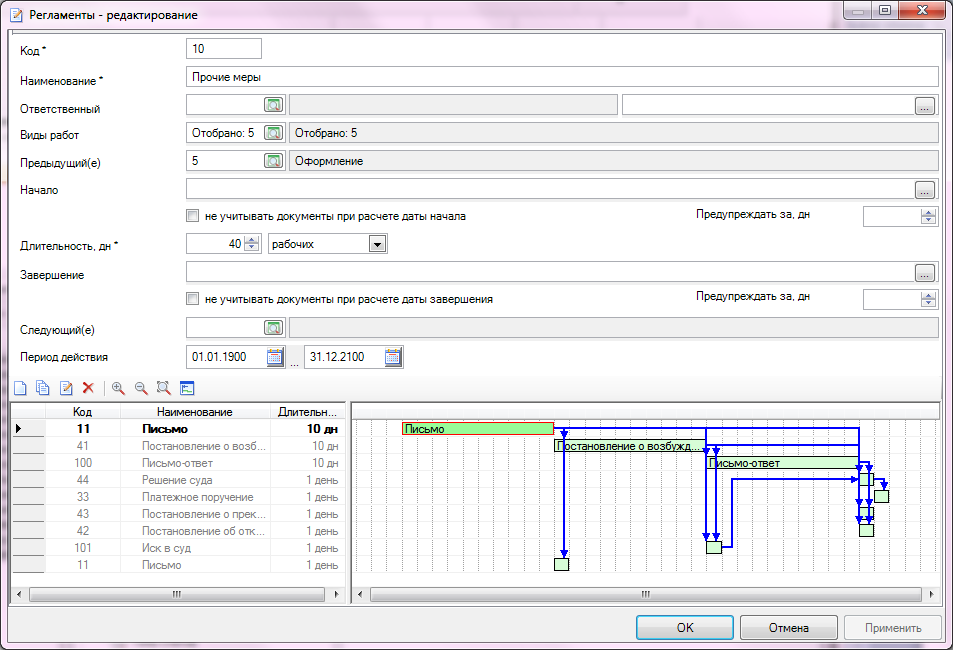 Регламенты - редактирование
Код *
10
Наименование *
Прочие меры
Ответственный
...
Виды работ
Отобрано: 5
Отобрано: 5
Предыдущий(е)
5
Оформление
Начало
...
не учитывать документы при расчете даты начала
Предупреждать за, дн
Длительность, дн *
40
рабочих
Завершение
...
не учитывать документы при расчете даты завершения
Предупреждать за, дн
Следующий(е)
Период действия
01.01.1900
...
31.12.2100
Код Наименование Длительн...
11 Письмо 10 дн
41 Постановление о возб... 10 дн
100 Письмо-ответ 10 дн
44 Решение суда 1 день
33 Платежное поручение 1 день
43 Постановление о прек... 1 день
42 Постановление об отк... 1 день
101 Иск в суд 1 день
11 Письмо 1 день
Письмо
Постановление о возбужд...
Письмо-ответ
OK
Отмена
Применить